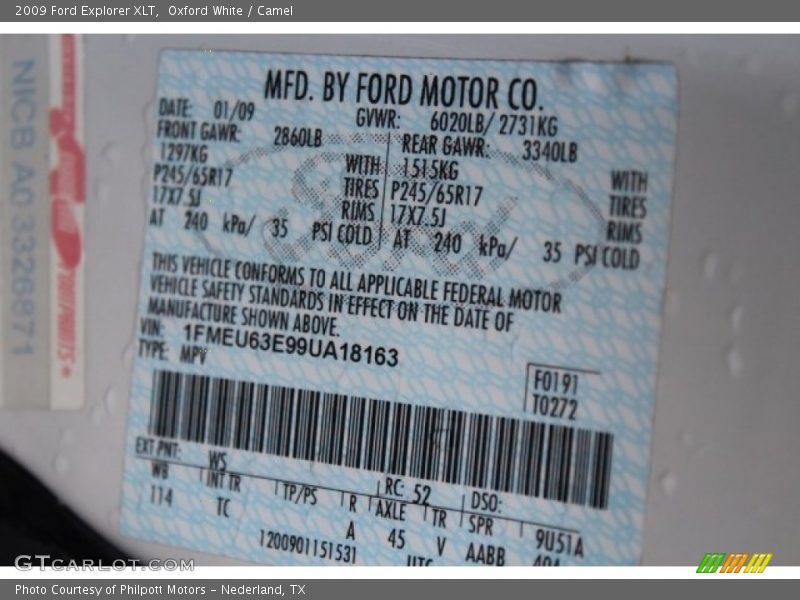 2009 Ford Explorer XLT, Oxford White / Camel
NICB A0 3326871
MFD. BY FORD MOTOR CO.
DATE: 01/09 GVWR: 6020LB/ 2731KG
FRONT GAWR: 2860LB REAR GAWR: 3340LB
1297KG WITH 1515KG WITH
P245/65R17 TIRES P245/65R17 TIRES
17X7.5J RIMS 17X7.5J RIMS
AT 240 kPa/ 35 PSI COLD AT 240 kPa/ 35 PSI COLD
THIS VEHICLE CONFORMS TO ALL APPLICABLE FEDERAL MOTOR
VEHICLE SAFETY STANDARDS IN EFFECT ON THE DATE OF
MANUFACTURE SHOWN ABOVE.
VIN: 1FMEU63E99UA18163
TYPE: MPV
F0191
T0272
EXT PNT: WS RC: 52 DSO:
WB INT TR TP/PS R AXLE TR SPR 9U51A
114 TC A 45 V AABB
1200901151531 UTC
GTCarLot.com
Photo Courtesy of Philpott Motors - Nederland, TX